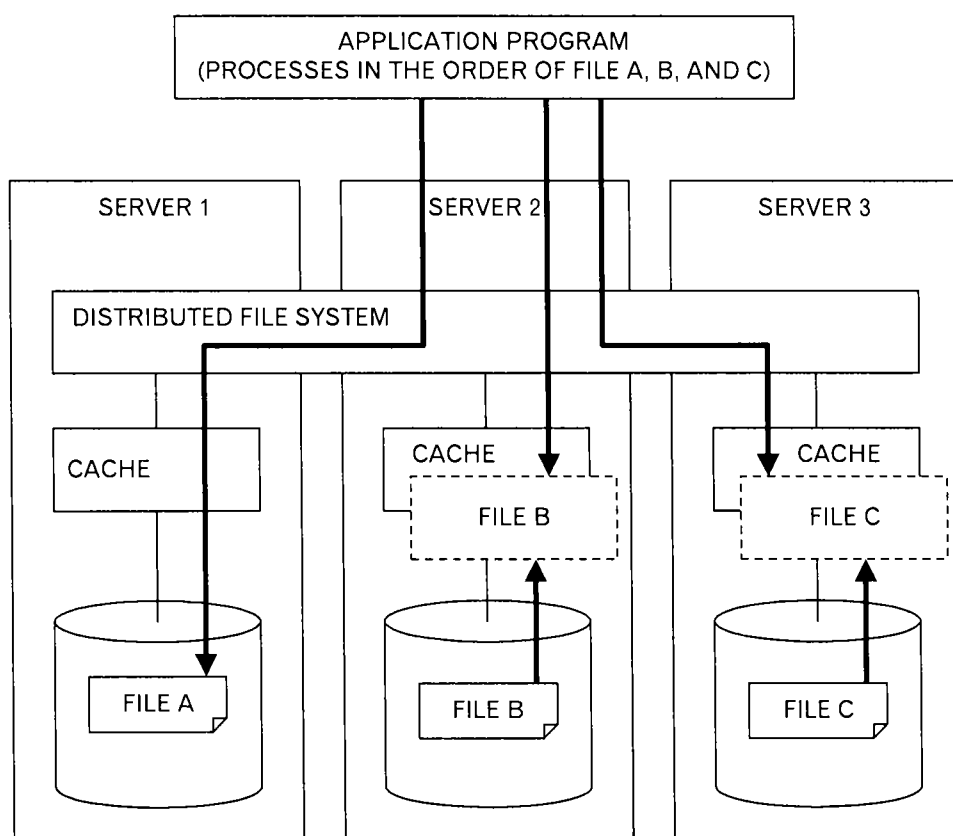 APPLICATION PROGRAM
(PROCESSES IN THE ORDER OF FILE A, B, AND C)
SERVER 1
SERVER 2
SERVER 3
DISTRIBUTED FILE SYSTEM
CACHE
CACHE
CACHE
FILE B
FILE C
FILE A
FILE B
FILE C